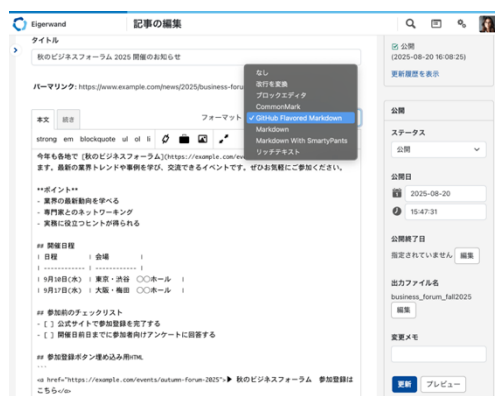 Eigerwand
記事の編集
タイトル
秋のビジネスフォーラム 2025 開催のお知らせ
パーマリンク: https://www.example.com/news/2025/business-foru
なし
改行を変換
ブロックエディタ
CommonMark
✓ GitHub Flavored Markdown
Markdown
Markdown With SmartyPants
リッチテキスト
本文 続き
フォーマット
strong em blockquote ul ol li
今年も各地で [秋のビジネスフォーラム](https://example.com/ev
ます。最新の業界トレンドや事例を学び、交流できるイベントです。ぜひお気軽にご参加ください。
**ポイント**
- 業界の最新動向を学べる
- 専門家とのネットワーキング
- 実務に役立つヒントが得られる
## 開催日程
| 日程 | 会場 |
| ------------ | ------------ |
| 9月10日(水) | 東京・渋谷 ○○ホール |
| 9月17日(水) | 大阪・梅田 ○○ホール |
## 参加前のチェックリスト
- [ ] 公式サイトで参加登録を完了する
- [ ] 開催日前日までに参加者向けアンケートに回答する
## 参加登録ボタン埋め込み用HTML
```
<a href="https://example.com/events/autumn-forum-2025">▶ 秋のビジネスフォーラム 参加登録は
こちら</a>
公開
(2025-08-20 16:08:25)
更新履歴を表示
公開
ステータス
公開
公開日
2025-08-20
15:47:31
公開終了日
指定されていません 編集
出力ファイル名
business_forum_fall2025
編集
変更メモ
更新 プレビュー